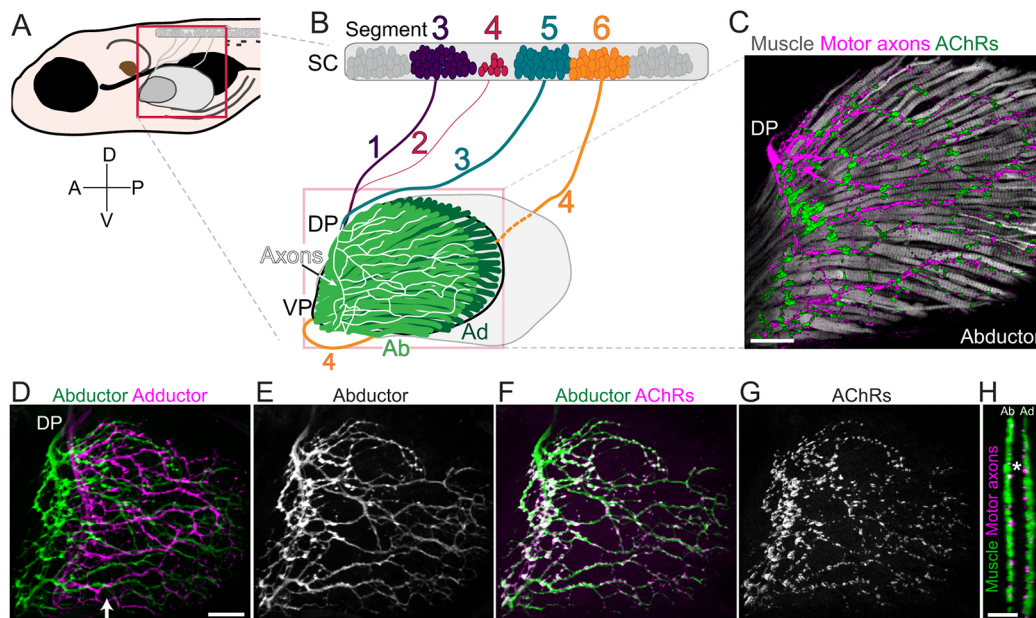 A
D
A
P
V
B
Segment 3 4 5 6
SC
1
2
3
4
DP
Axons
VP
Ad
Ab
4
C
Muscle Motor axons AChRs
DP
Abductor
D
Abductor Adductor
DP
E
Abductor
F
Abductor AChRs
G
AChRs
H
Ab Ad
Muscle Motor axons
*